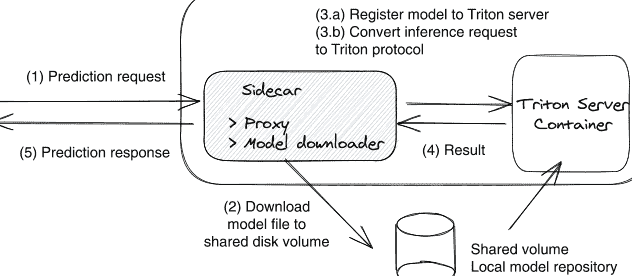 (3.a) Register model to Triton server
(3.b) Convert inference request
to Triton protocol
(1) Prediction request
Sidecar
> Proxy
> Model downloader
Triton Server
Container
(5) Prediction response
(4) Result
(2) Download
model file to
shared disk volume
Shared volume
Local model repository